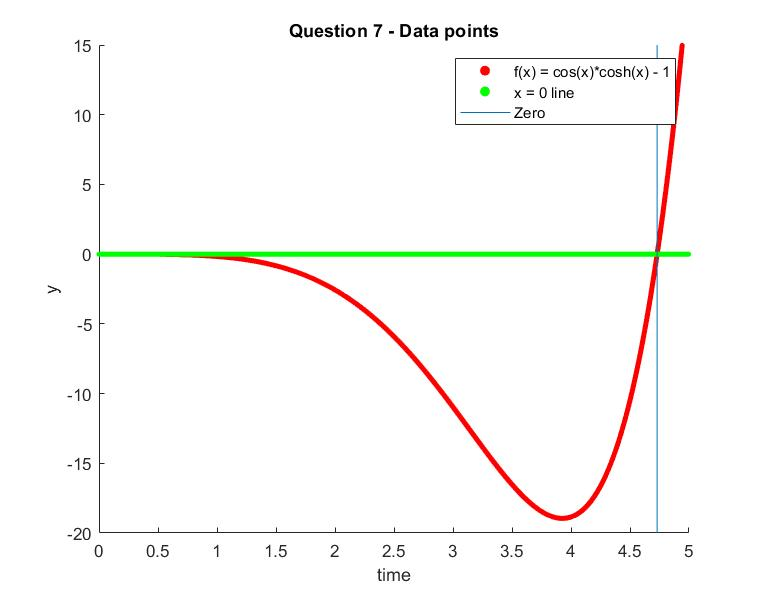 Question 7 - Data points
f(x) = cos(x)*cosh(x) - 1
x = 0 line
Zero
15
10
5
0
-5
-10
-15
-20
y
0 0.5 1 1.5 2 2.5 3 3.5 4 4.5 5
time